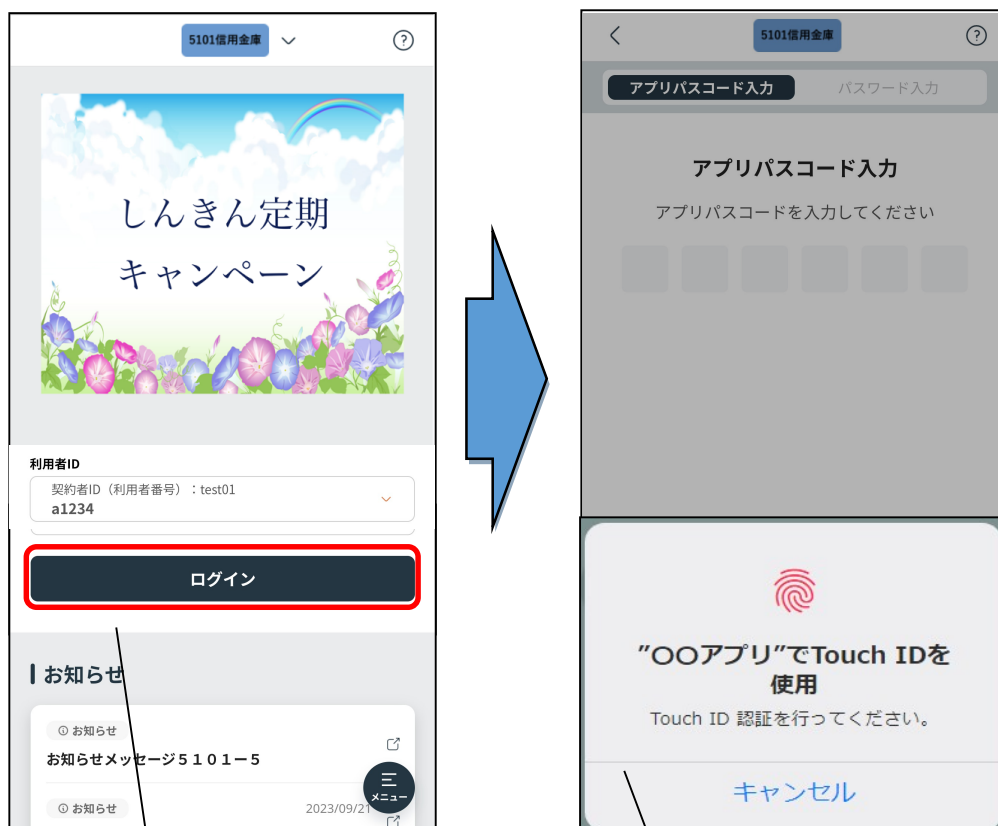 5101信用金庫
しんきん定期
キャンペーン
利用者ID
契約者ID（利用者番号）：test01
a1234
ログイン
お知らせ
お知らせ
お知らせメッセージ５１０１－５
メニュー
お知らせ 2023/09/21
5101信用金庫
アプリパスコード入力 パスワード入力
アプリパスコード入力
アプリパスコードを入力してください
”〇〇アプリ”でTouch IDを
使用
Touch ID 認証を行ってください。
キャンセル